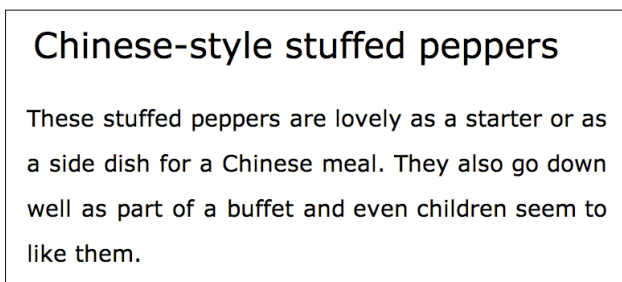 Chinese-style stuffed peppers
These stuffed peppers are lovely as a starter or as
a side dish for a Chinese meal. They also go down
well as part of a buffet and even children seem to
like them.